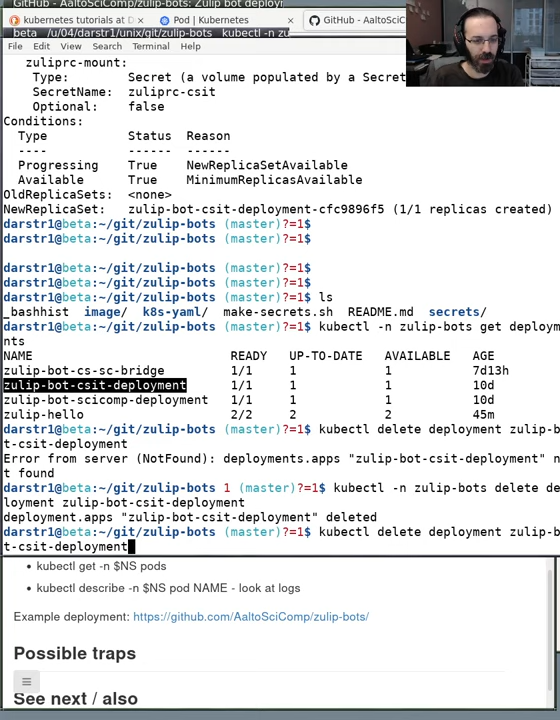 darstr1@beta: ~/git/zulip-bots: Zulip bot deploym
kubernetes tutorials at D
Pod | Kubernetes
GitHub - AaltoSciC
beta /u/04/darstr1/unix/git/zulip-bots kubectl -n zu
File Edit View Search Terminal Help
zuliprc-mount:
Type: Secret (a volume populated by a Secret
SecretName: zuliprc-csit
Optional: false
Conditions:
Type Status Reason
---- ------ ------
Progressing True NewReplicaSetAvailable
Available True MinimumReplicasAvailable
OldReplicaSets: <none>
NewReplicaSet: zulip-bot-csit-deployment-cfc9896f5 (1/1 replicas created)
darstr1@beta:~/git/zulip-bots (master)?=1$
darstr1@beta:~/git/zulip-bots (master)?=1$
darstr1@beta:~/git/zulip-bots (master)?=1$
darstr1@beta:~/git/zulip-bots (master)?=1$
darstr1@beta:~/git/zulip-bots (master)?=1$ ls
_bashhist image/ k8s-yaml/ make-secrets.sh README.md secrets/
darstr1@beta:~/git/zulip-bots (master)?=1$ kubectl -n zulip-bots get deploym
nts
NAME READY UP-TO-DATE AVAILABLE AGE
zulip-bot-cs-sc-bridge 1/1 1 1 7d13h
zulip-bot-csit-deployment 1/1 1 1 10d
zulip-bot-scicomp-deployment 1/1 1 1 10d
zulip-hello 2/2 2 2 45m
darstr1@beta:~/git/zulip-bots (master)?=1$ kubectl delete deployment zulip-b
t-csit-deployment
Error from server (NotFound): deployments.apps "zulip-bot-csit-deployment" n
t found
darstr1@beta:~/git/zulip-bots 1 (master)?=1$ kubectl -n zulip-bots delete de
loyment zulip-bot-csit-deployment
deployment.apps "zulip-bot-csit-deployment" deleted
darstr1@beta:~/git/zulip-bots (master)?=1$ kubectl delete deployment zulip-b
t-csit-deployment
• kubectl get -n $NS pods
• kubectl describe -n $NS pod NAME - look at logs
Example deployment: https://github.com/AaltoSciComp/zulip-bots/
Possible traps
See next / also